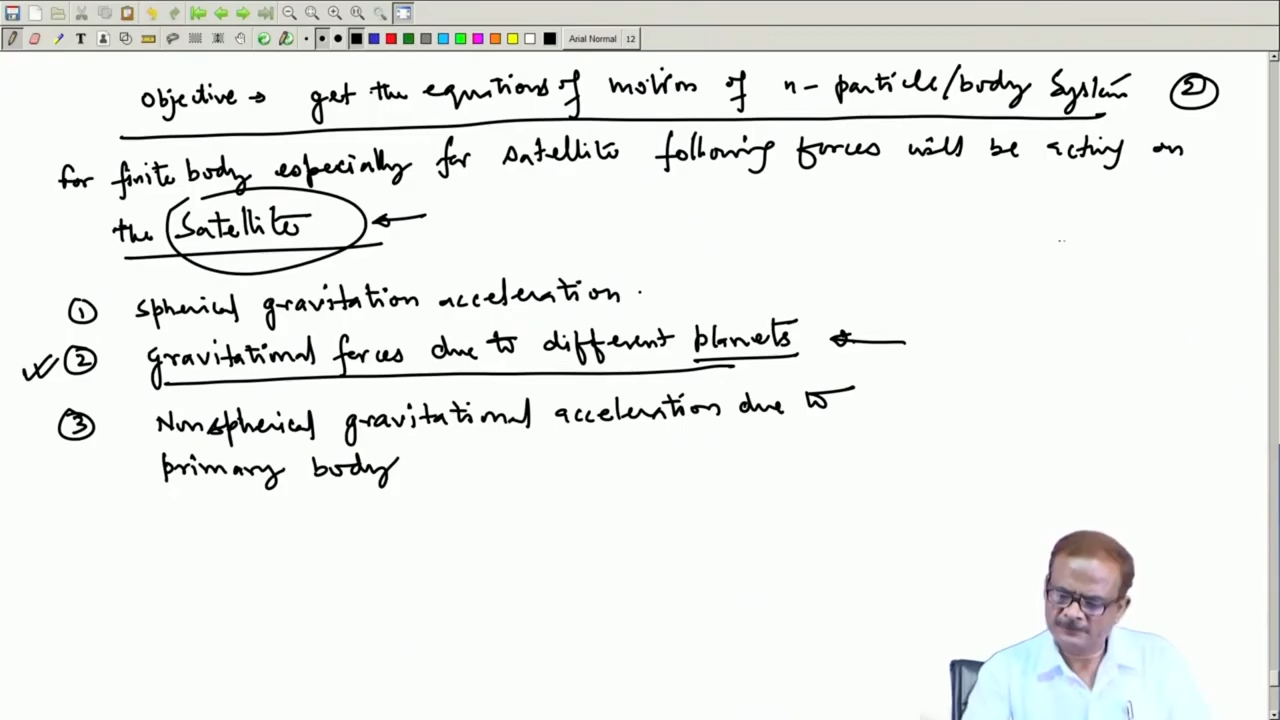 Arial Normal 12
Objective → get the equations of motion of n-particle/body System ②
for finite body especially for satellite following forces will be acting on
the Satellite ←
① spherical gravitation acceleration.
② gravitational forces due to different planets ←
③ Nonspherical gravitational acceleration due to
primary body